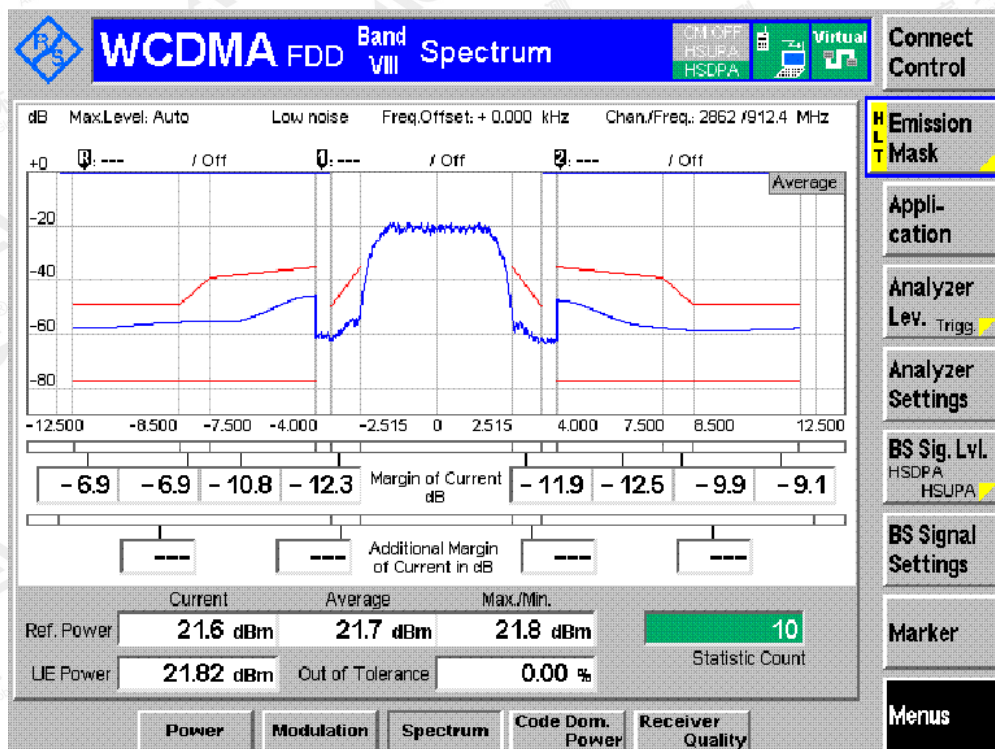 R/S
WCDMA FDD Band VIII Spectrum
CM OFF
HSUPA
HSDPA
Virtual
Connect Control
dB Max.Level: Auto Low noise Freq.Offset: + 0.000 kHz Chan./Freq.: 2862 / 912.4 MHz
R: --- / Off 1: --- / Off 2: --- / Off
Average
+0
-20
-40
-60
-80
-12.500 -8.500 -7.500 -4.000 -2.515 0 2.515 4.000 7.500 8.500 12.500
-6.9 -6.9 -10.8 -12.3 Margin of Current dB -11.9 -12.5 -9.9 -9.1
--- --- Additional Margin of Current in dB --- ---
Current Average Max./Min.
Ref. Power 21.6 dBm 21.7 dBm 21.8 dBm 10
Statistic Count
UE Power 21.82 dBm Out of Tolerance 0.00 %
HLT
Emission Mask
Appli-
cation
Analyzer
Lev. Trigg.
Analyzer
Settings
BS Sig. Lvl.
HSDPA
HSUPA
BS Signal
Settings
Marker
Menus
Power Modulation Spectrum Code Dom. Power Receiver Quality